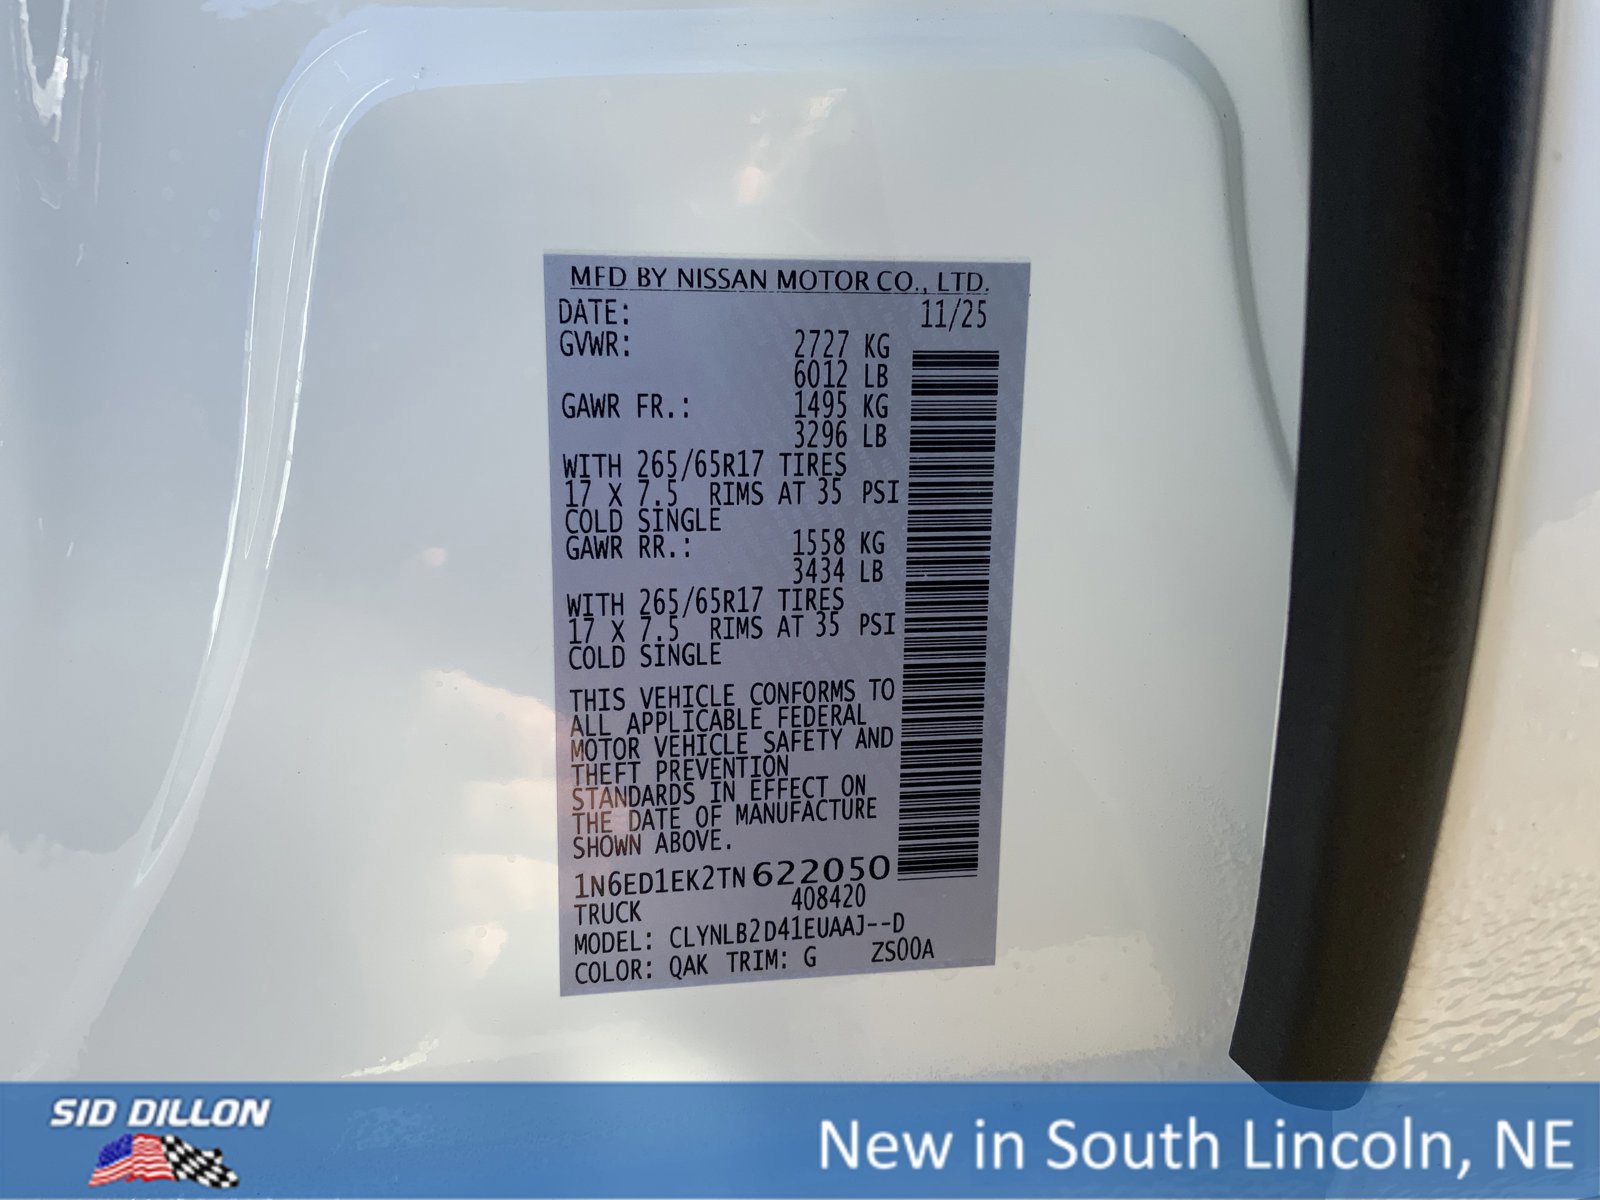 MFD BY NISSAN MOTOR CO., LTD.
DATE: 11/25
GVWR: 2727 KG
6012 LB
GAWR FR.: 1495 KG
3296 LB
WITH 265/65R17 TIRES
17 X 7.5 RIMS AT 35 PSI
COLD SINGLE
GAWR RR.: 1558 KG
3434 LB
WITH 265/65R17 TIRES
17 X 7.5 RIMS AT 35 PSI
COLD SINGLE
THIS VEHICLE CONFORMS TO
ALL APPLICABLE FEDERAL
MOTOR VEHICLE SAFETY AND
THEFT PREVENTION
STANDARDS IN EFFECT ON
THE DATE OF MANUFACTURE
SHOWN ABOVE.
1N6ED1EK2TN622050
TRUCK 408420
MODEL: CLYNLB2D41EUAAJ--D
COLOR: QAK TRIM: G ZS00A
SID DILLON
New in South Lincoln, NE